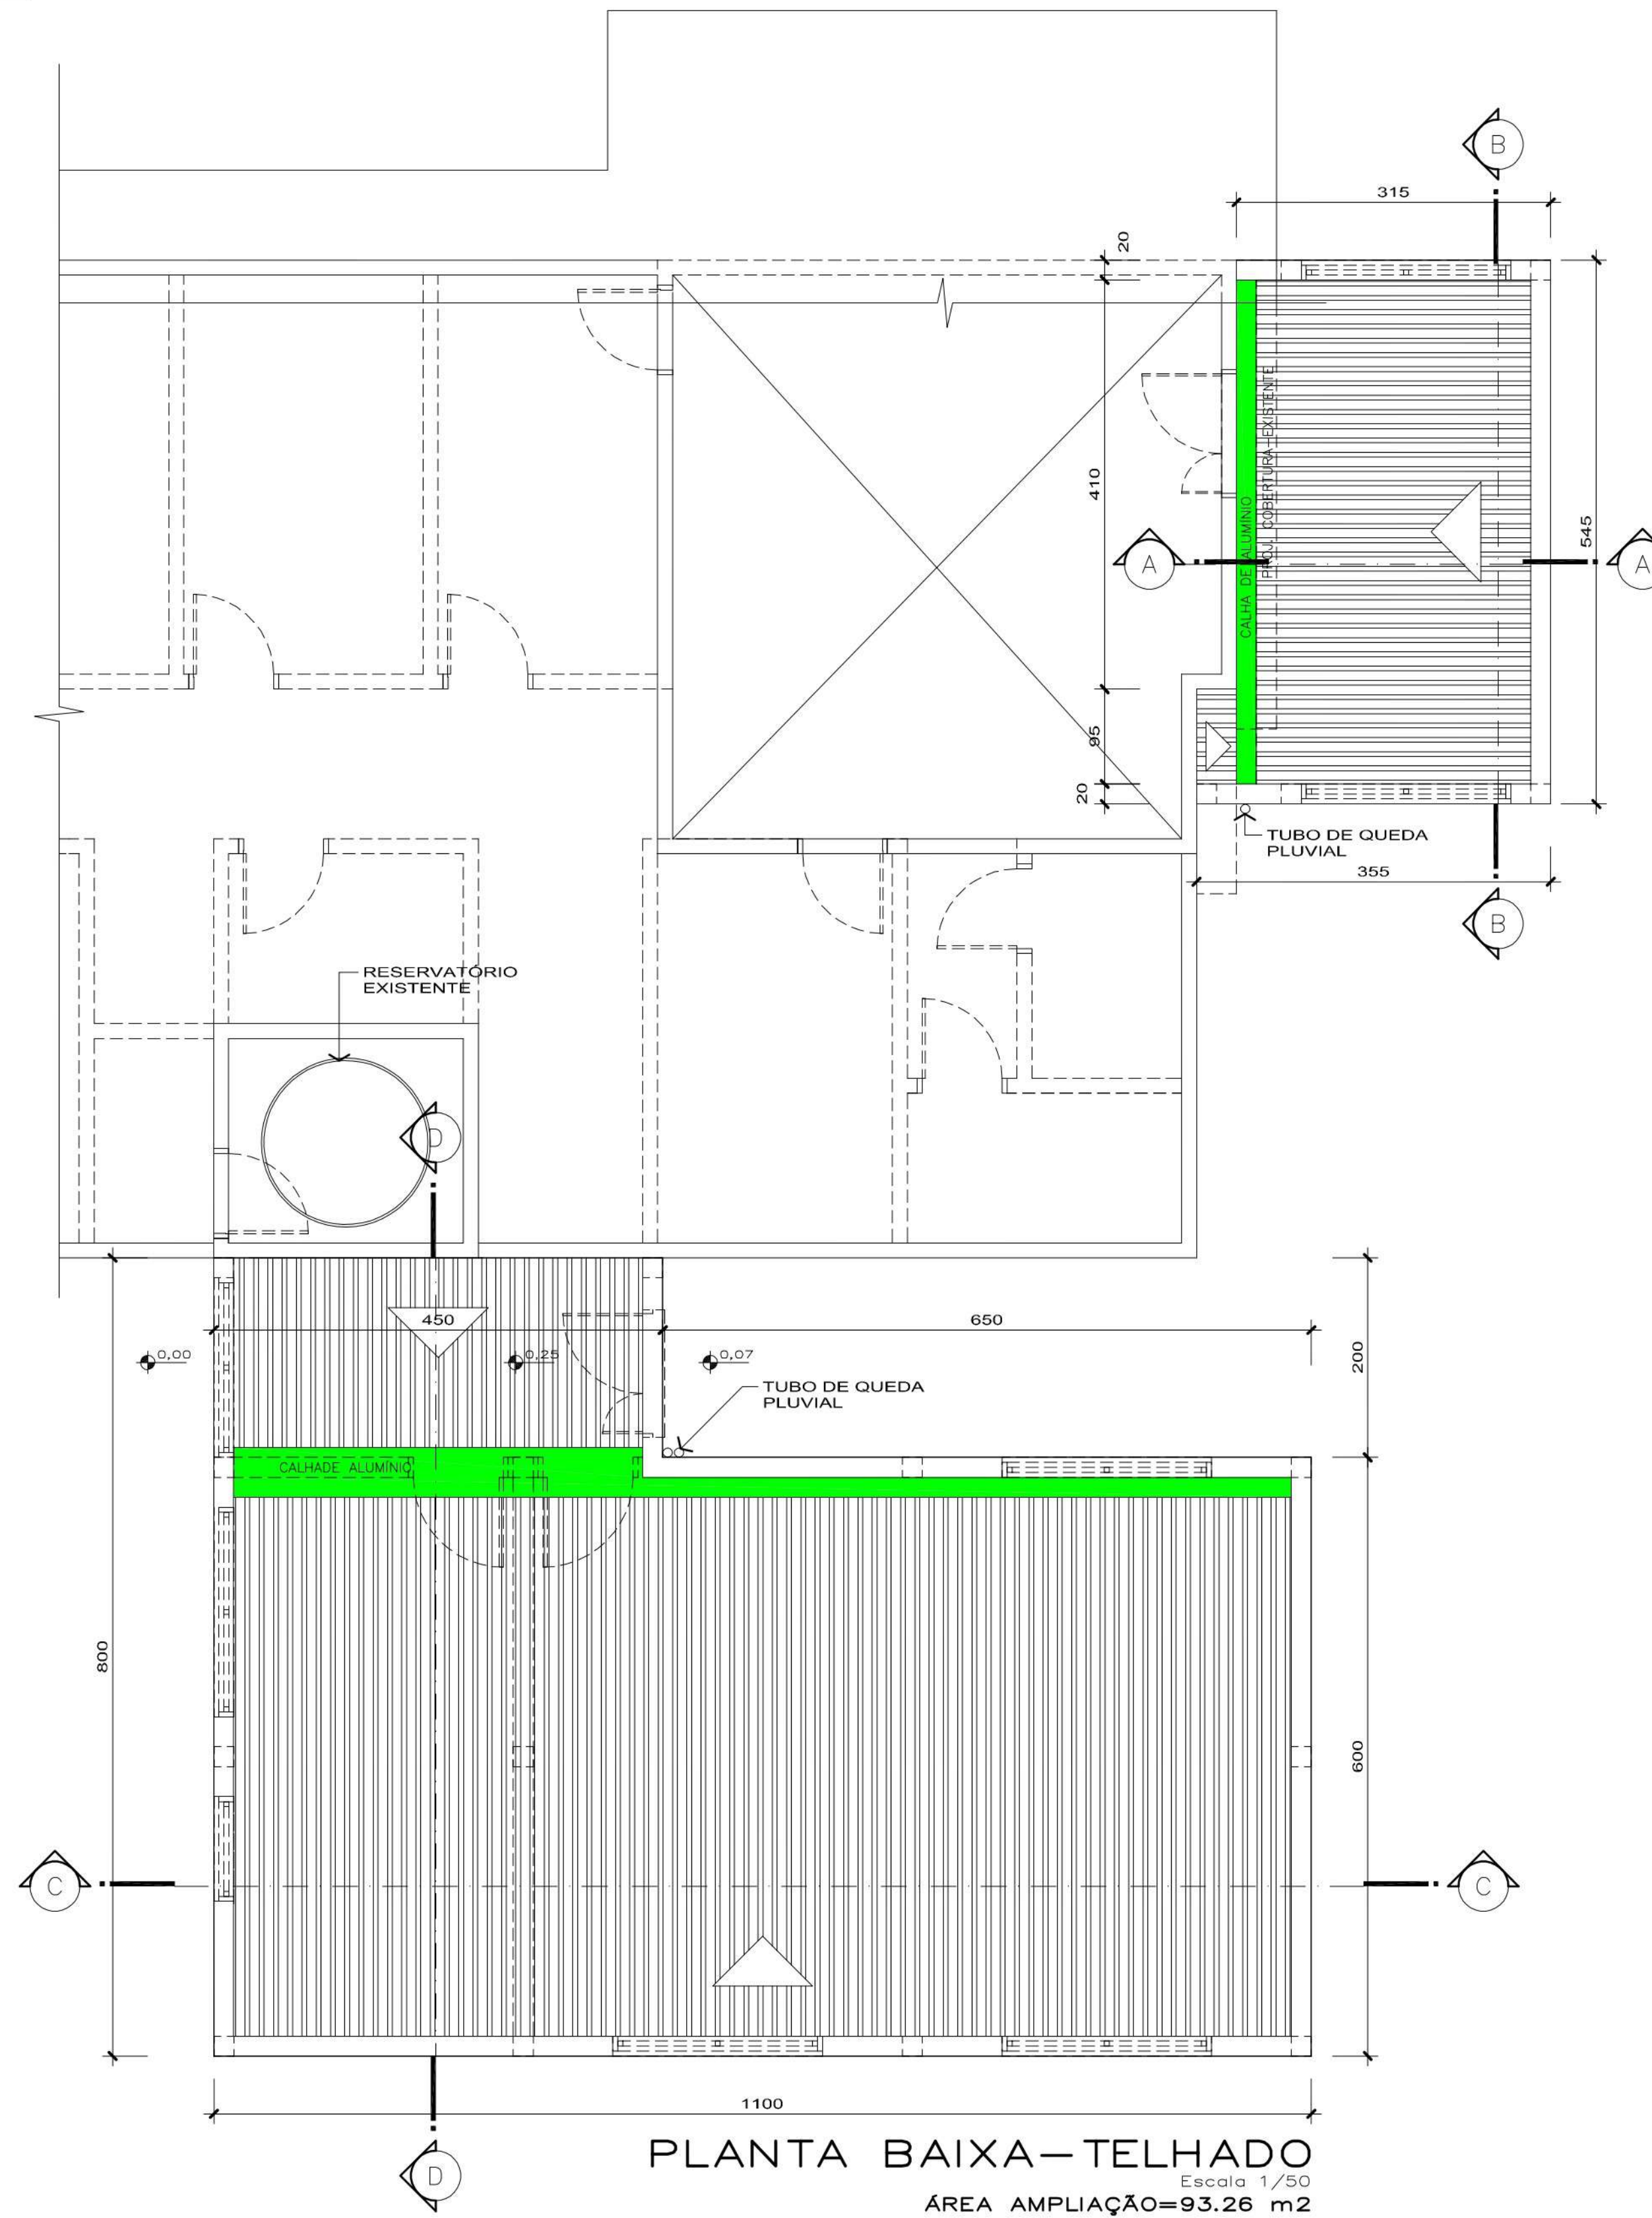 B
315
20
410
PROJ. COBERTURA-EXISTENTE
CALHA DE ALUMÍNIO
545
A
A
95
20
TUBO DE QUEDA
PLUVIAL
355
B
RESERVATÓRIO
EXISTENTE
D
450
650
0,00
0,25
0,07
200
TUBO DE QUEDA
PLUVIAL
CALHADE ALUMÍNIO
800
600
C
C
1100
D
PLANTA BAIXA-TELHADO
Escala 1/50
ÁREA AMPLIAÇÃO=93.26 m2